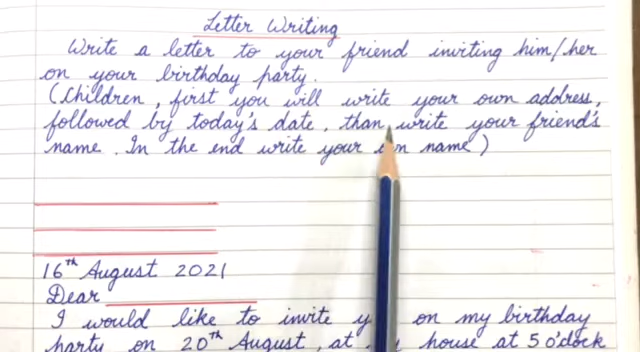 Letter Writing
Write a letter to your friend inviting him/her
on your birthday party.
(Children, first you will write your own address,
followed by today's date, than write your friend's
name. In the end write your name)
16th August 2021
Dear
I would like to invite on my birthday
party on 20th August, at house at 5 o'clock